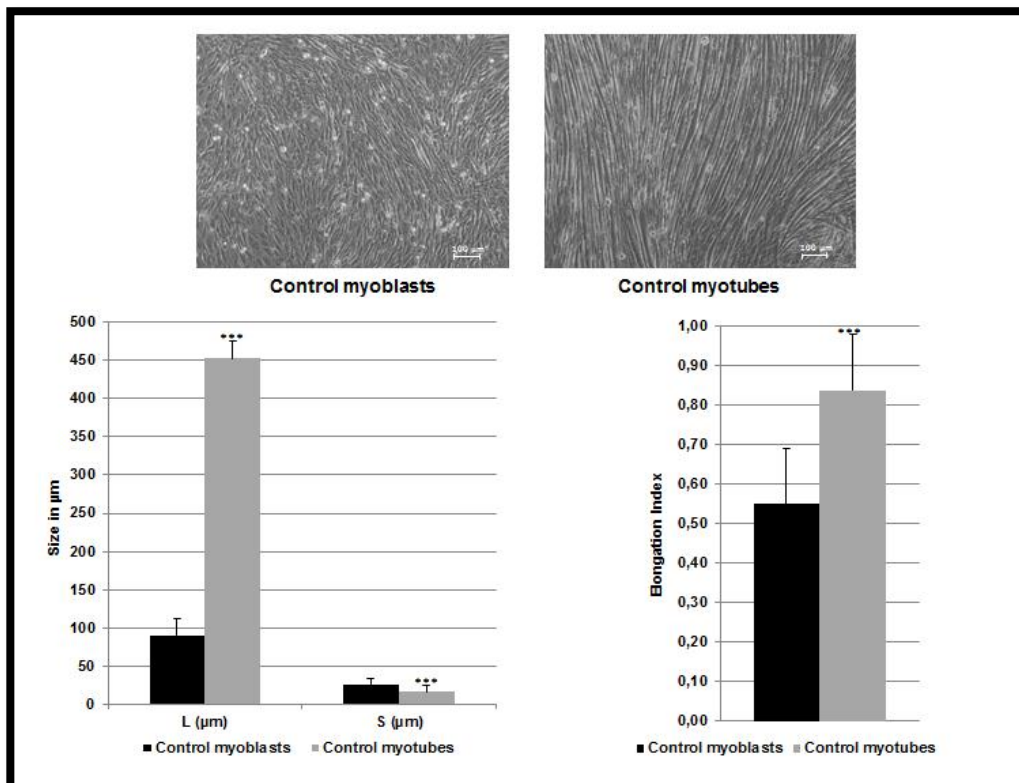 100 µm
100 µm
Control myoblasts
Control myotubes
500
450
400
350
300
250
200
150
100
50
0
Size in µm
***
***
L (µm)
S (µm)
Control myoblasts
Control myotubes
1,00
0,90
0,80
0,70
0,60
0,50
0,40
0,30
0,20
0,10
0,00
Elongation Index
***
Control myoblasts
Control myotubes